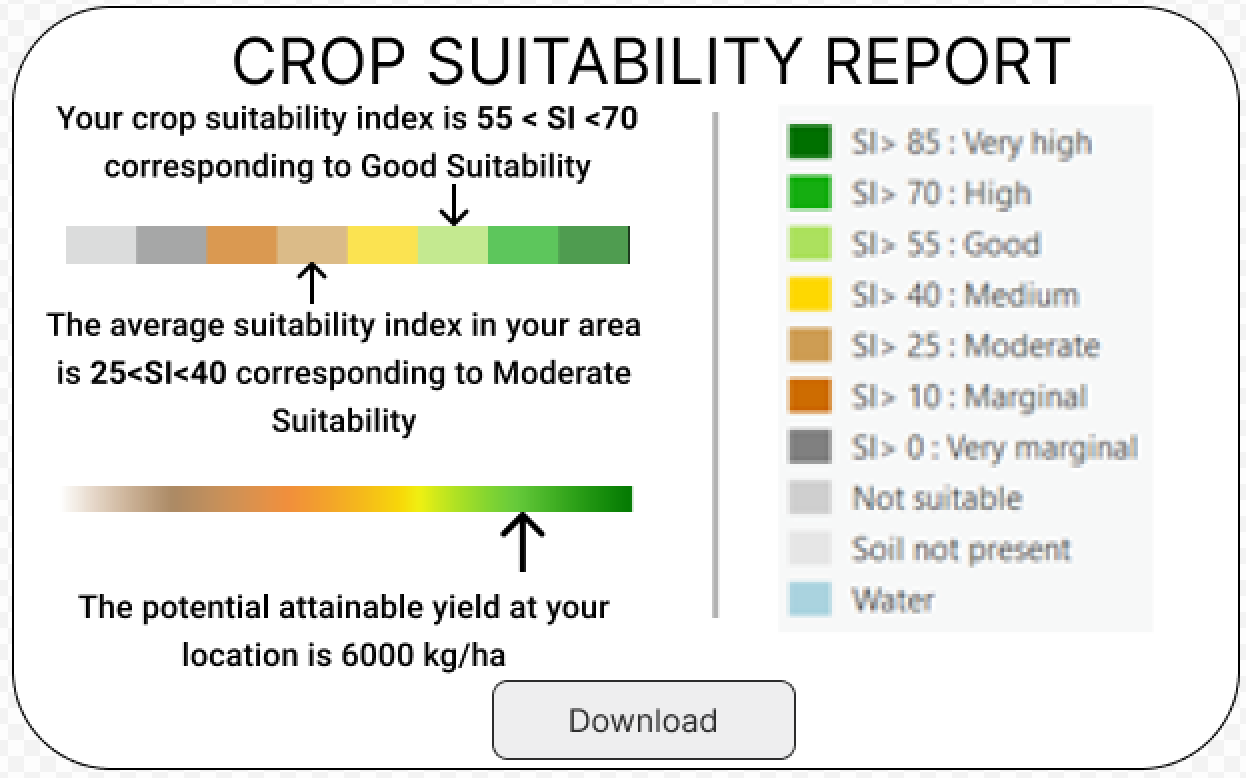 CROP SUITABILITY REPORT
Your crop suitability index is 55 < SI <70
corresponding to Good Suitability
The average suitability index in your area
is 25<SI<40 corresponding to Moderate
Suitability
The potential attainable yield at your
location is 6000 kg/ha
SI> 85 : Very high
SI> 70 : High
SI> 55 : Good
SI> 40 : Medium
SI> 25 : Moderate
SI> 10 : Marginal
SI> 0 : Very marginal
Not suitable
Soil not present
Water
Download